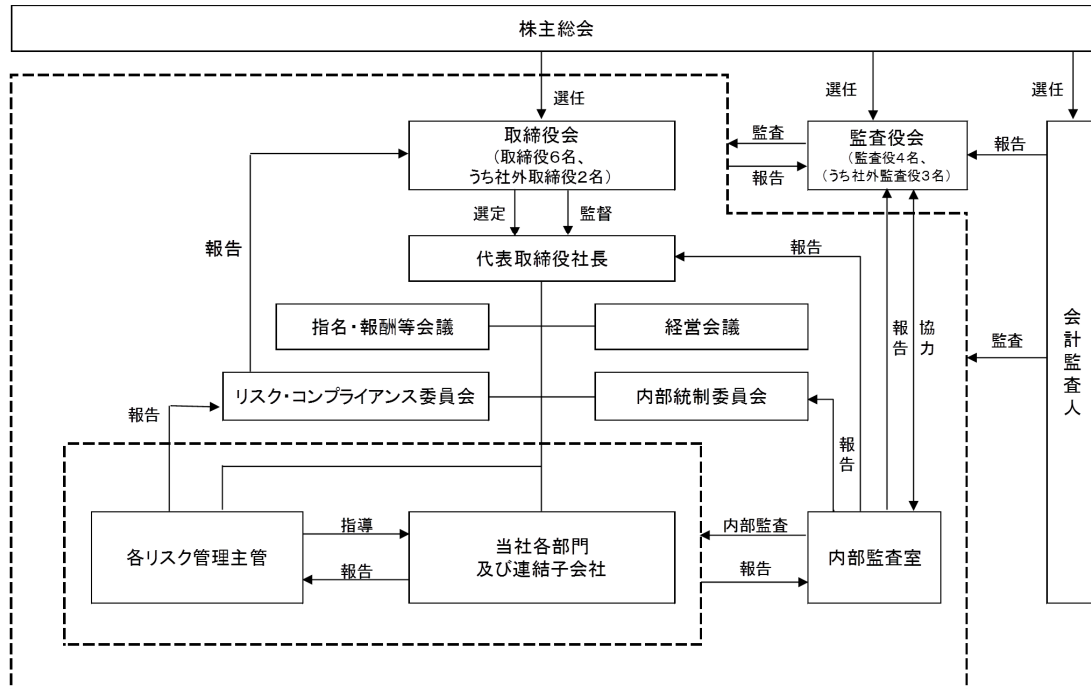 株主総会
選任
選任
選任
取締役会
(取締役6名、
うち社外取締役2名)
監査
報告
監査役会
(監査役4名、
(うち社外監査役3名)
報告
選定
監督
報告
代表取締役社長
報告
指名・報酬等会議
経営会議
報告
協力
監査
会計監査人
リスク・コンプライアンス委員会
内部統制委員会
報告
報告
各リスク管理主管
指導
報告
当社各部門
及び連結子会社
内部監査
報告
内部監査室